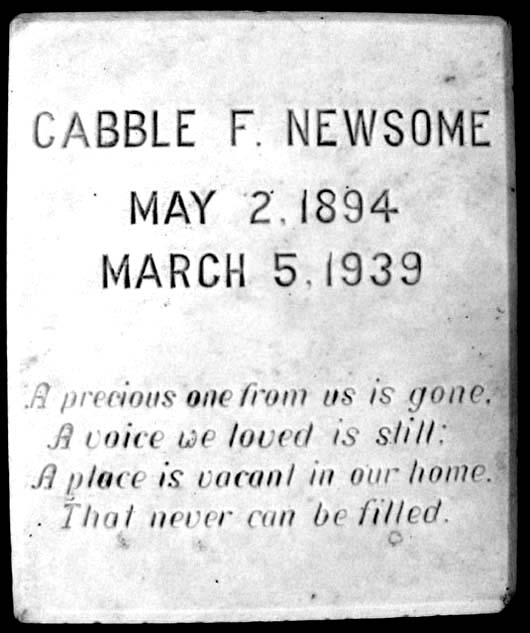 CABBLE F. NEWSOME
MAY 2, 1894
MARCH 5, 1939
A precious one from us is gone,
A voice we loved is still;
A place is vacant in our home.
That never can be filled.